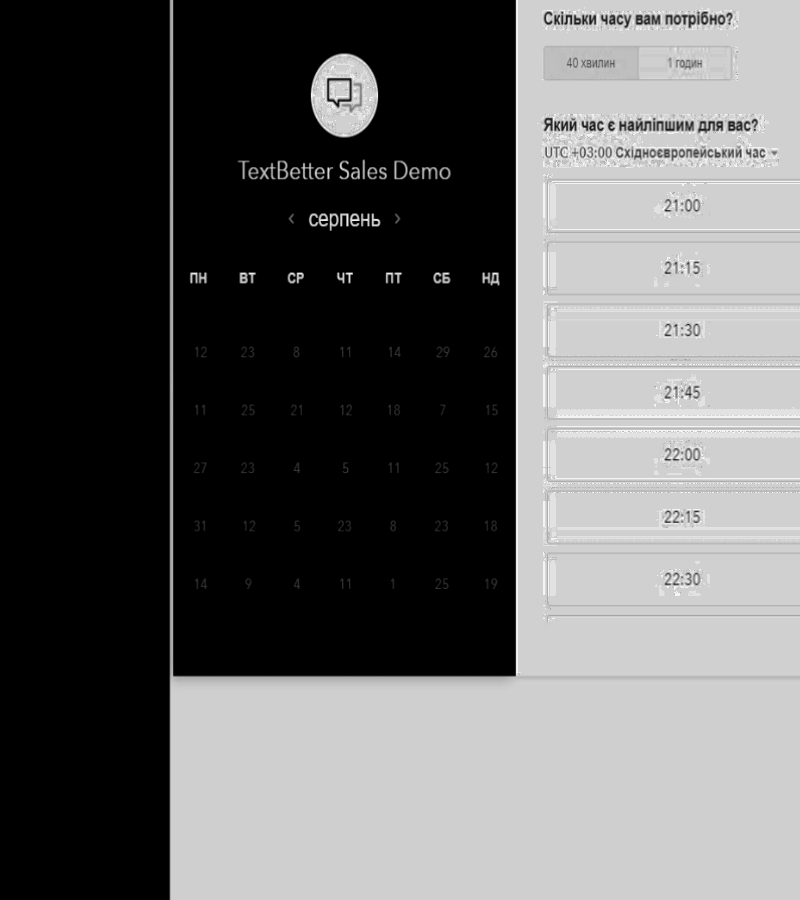 TextBetter Sales Demo
серпень
ПН ВТ СР ЧТ ПТ СБ НД
12 23 8 11 14 29 26
11 25 21 12 18 7 15
27 23 4 5 11 25 12
31 12 5 23 8 23 18
14 9 4 11 1 25 19
Скільки часу вам потрібно?
40 хвилин 1 годин
Який час є найліпшим для вас?
UTC +03:00 Східноєвропейський час
21:00
21:15
21:30
21:45
22:00
22:15
22:30